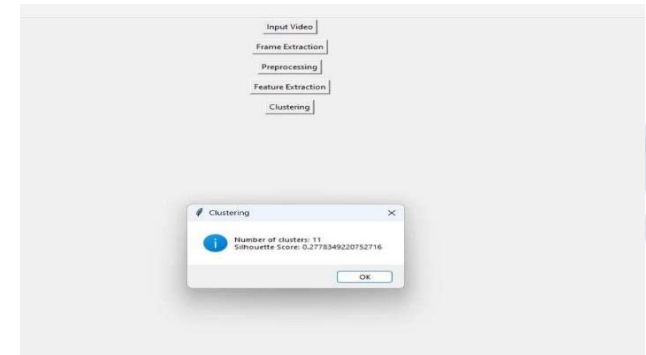 Input Video
Frame Extraction
Preprocessing
Feature Extraction
Clustering
Clustering
Number of clusters: 11
Silhouette Score: 0.2778349220752716
OK